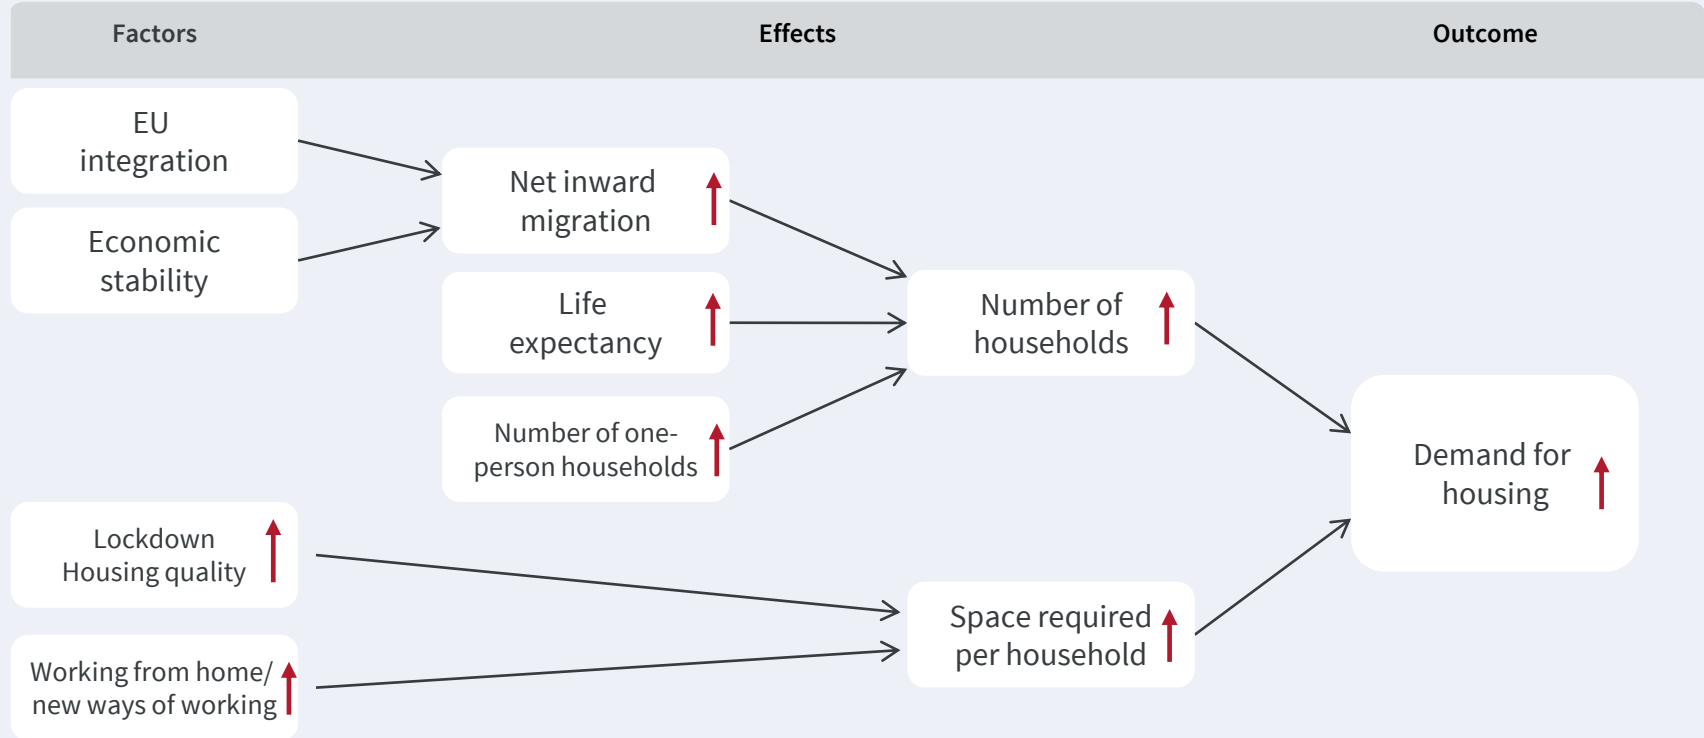 Factors
Effects
Outcome
EU
integration
Economic
stability
Net inward
migration
Life
expectancy
Number of one-
person households
Number of
households
Demand for
housing
Lockdown
Housing quality
Working from home/
new ways of working
Space required
per household